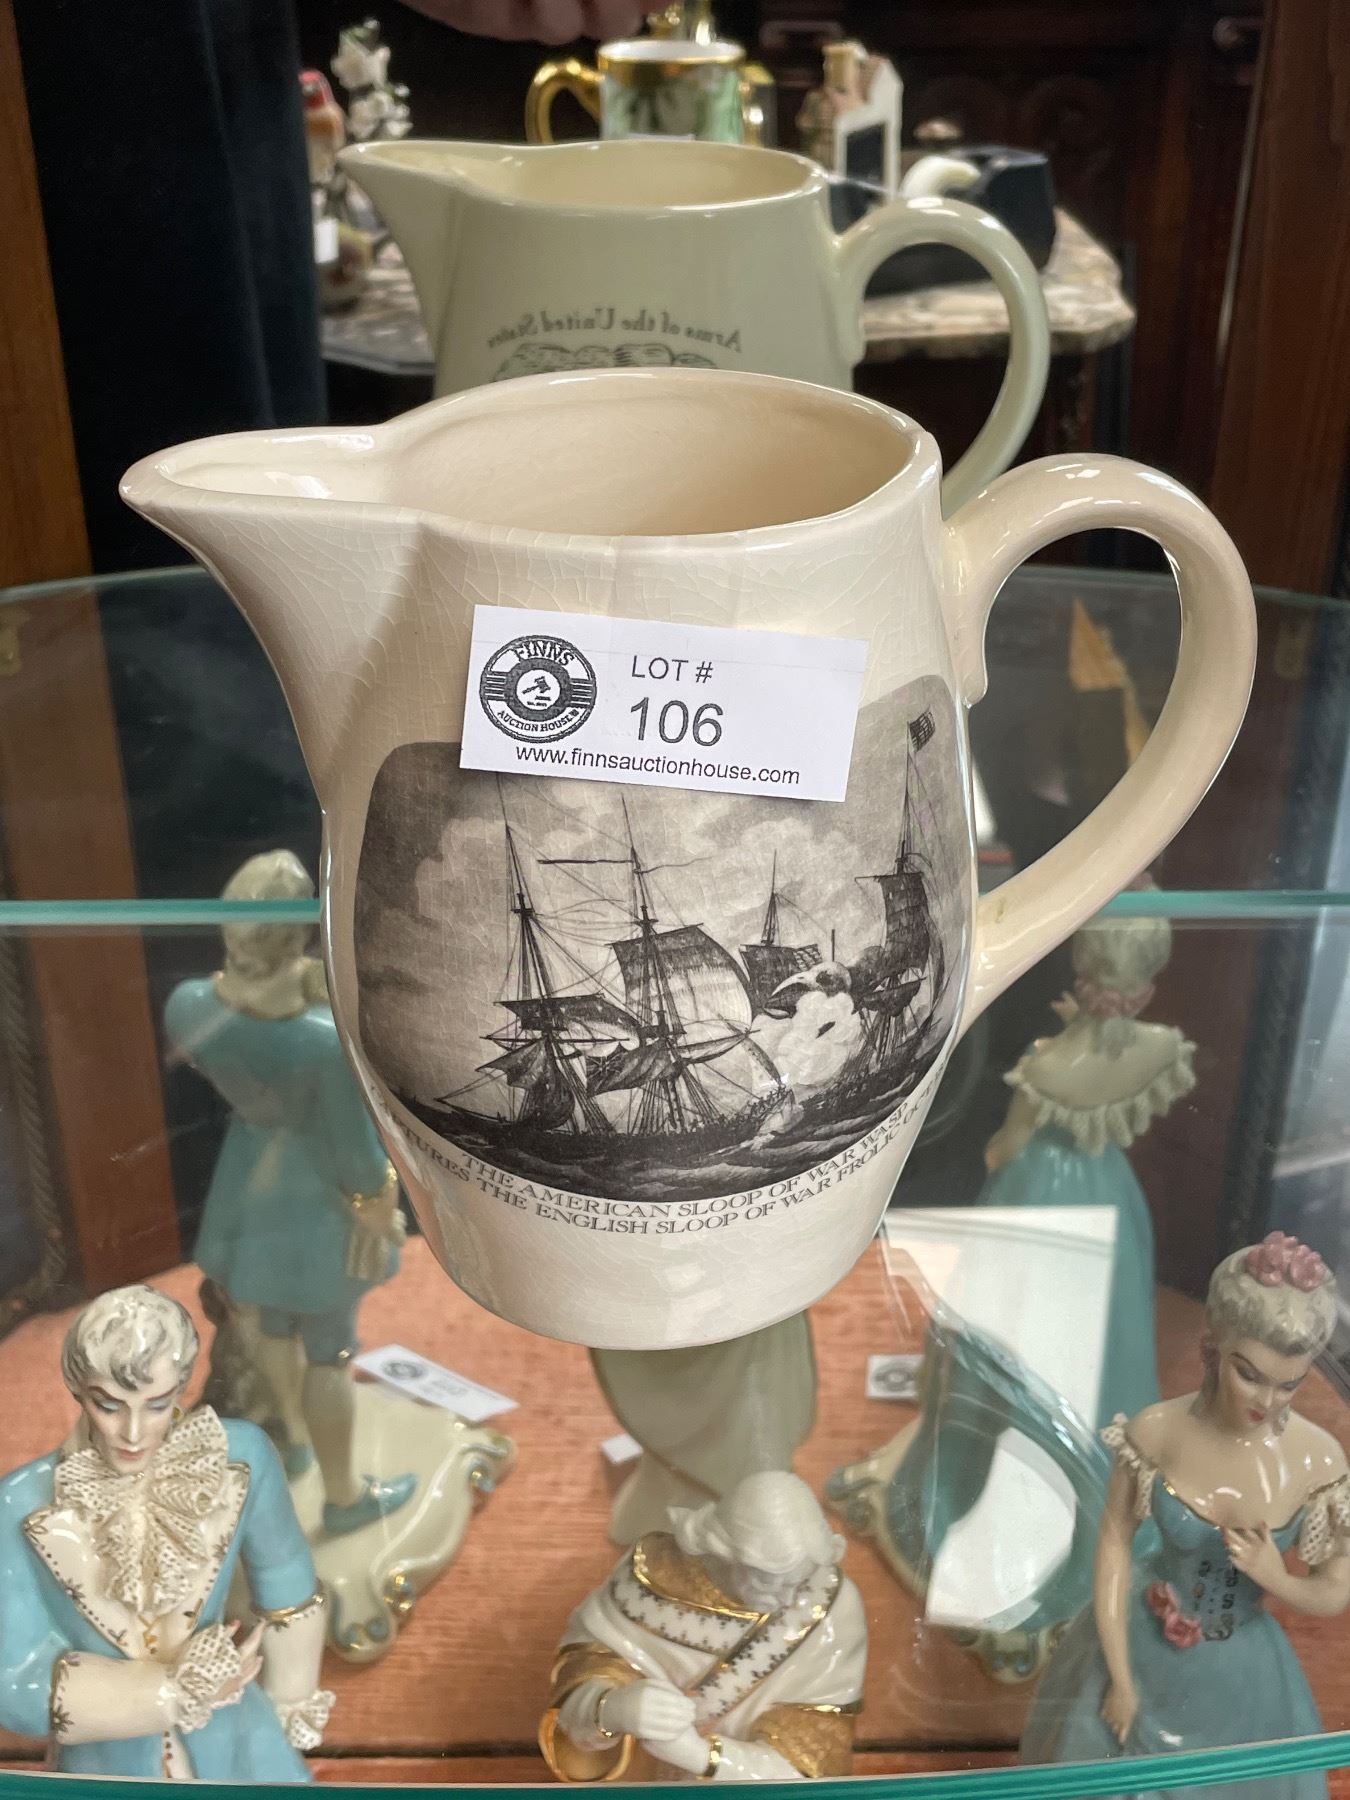 Arms of the United States
FINNS
AUCTION HOUSE
LOT #
106
www.finnsauctionhouse.com
THE AMERICAN SLOOP OF WAR WASP
CAPTURES THE ENGLISH SLOOP OF WAR FROLIC